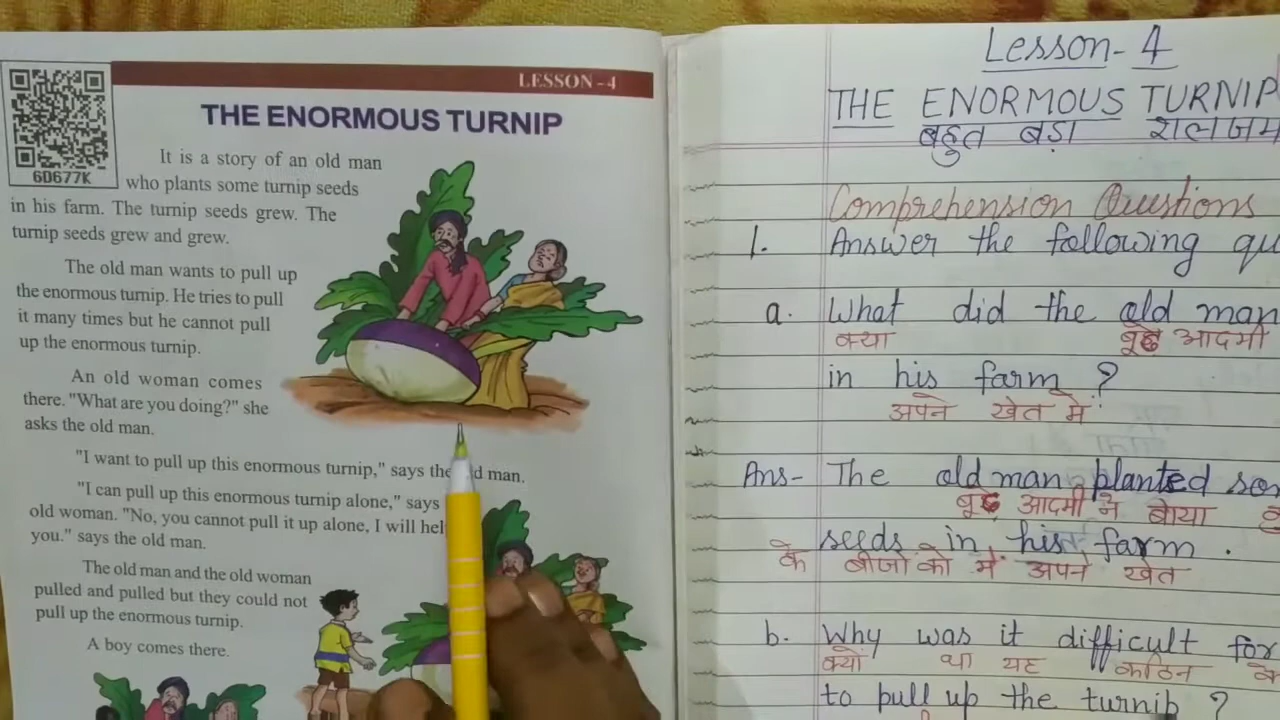 LESSON - 4
THE ENORMOUS TURNIP
6D677K
It is a story of an old man
who plants some turnip seeds
in his farm. The turnip seeds grew. The
turnip seeds grew and grew.
The old man wants to pull up
the enormous turnip. He tries to pull
it many times but he cannot pull
up the enormous turnip.
An old woman comes
there. "What are you doing?" she
asks the old man.
"I want to pull up this enormous turnip," says the old man.
"I can pull up this enormous turnip alone," says
old woman. "No, you cannot pull it up alone, I will hel
you." says the old man.
The old man and the old woman
pulled and pulled but they could not
pull up the enormous turnip.
A boy comes there.
Lesson - 4
THE ENORMOUS TURNIP
बहुत बड़ा शलजम
Comprehension Questions
1. Answer the following qu
a. What did the old man
क्या बूढ़े आदमी
in his farm ?
अपने खेत में
Ans- The old man planted som
बूढ़े आदमी ने बोया
seeds in his farm .
के बीजों को में अपने खेत
b. Why was it difficult for
क्यों था यह कठिन के
to pull up the turnip ?